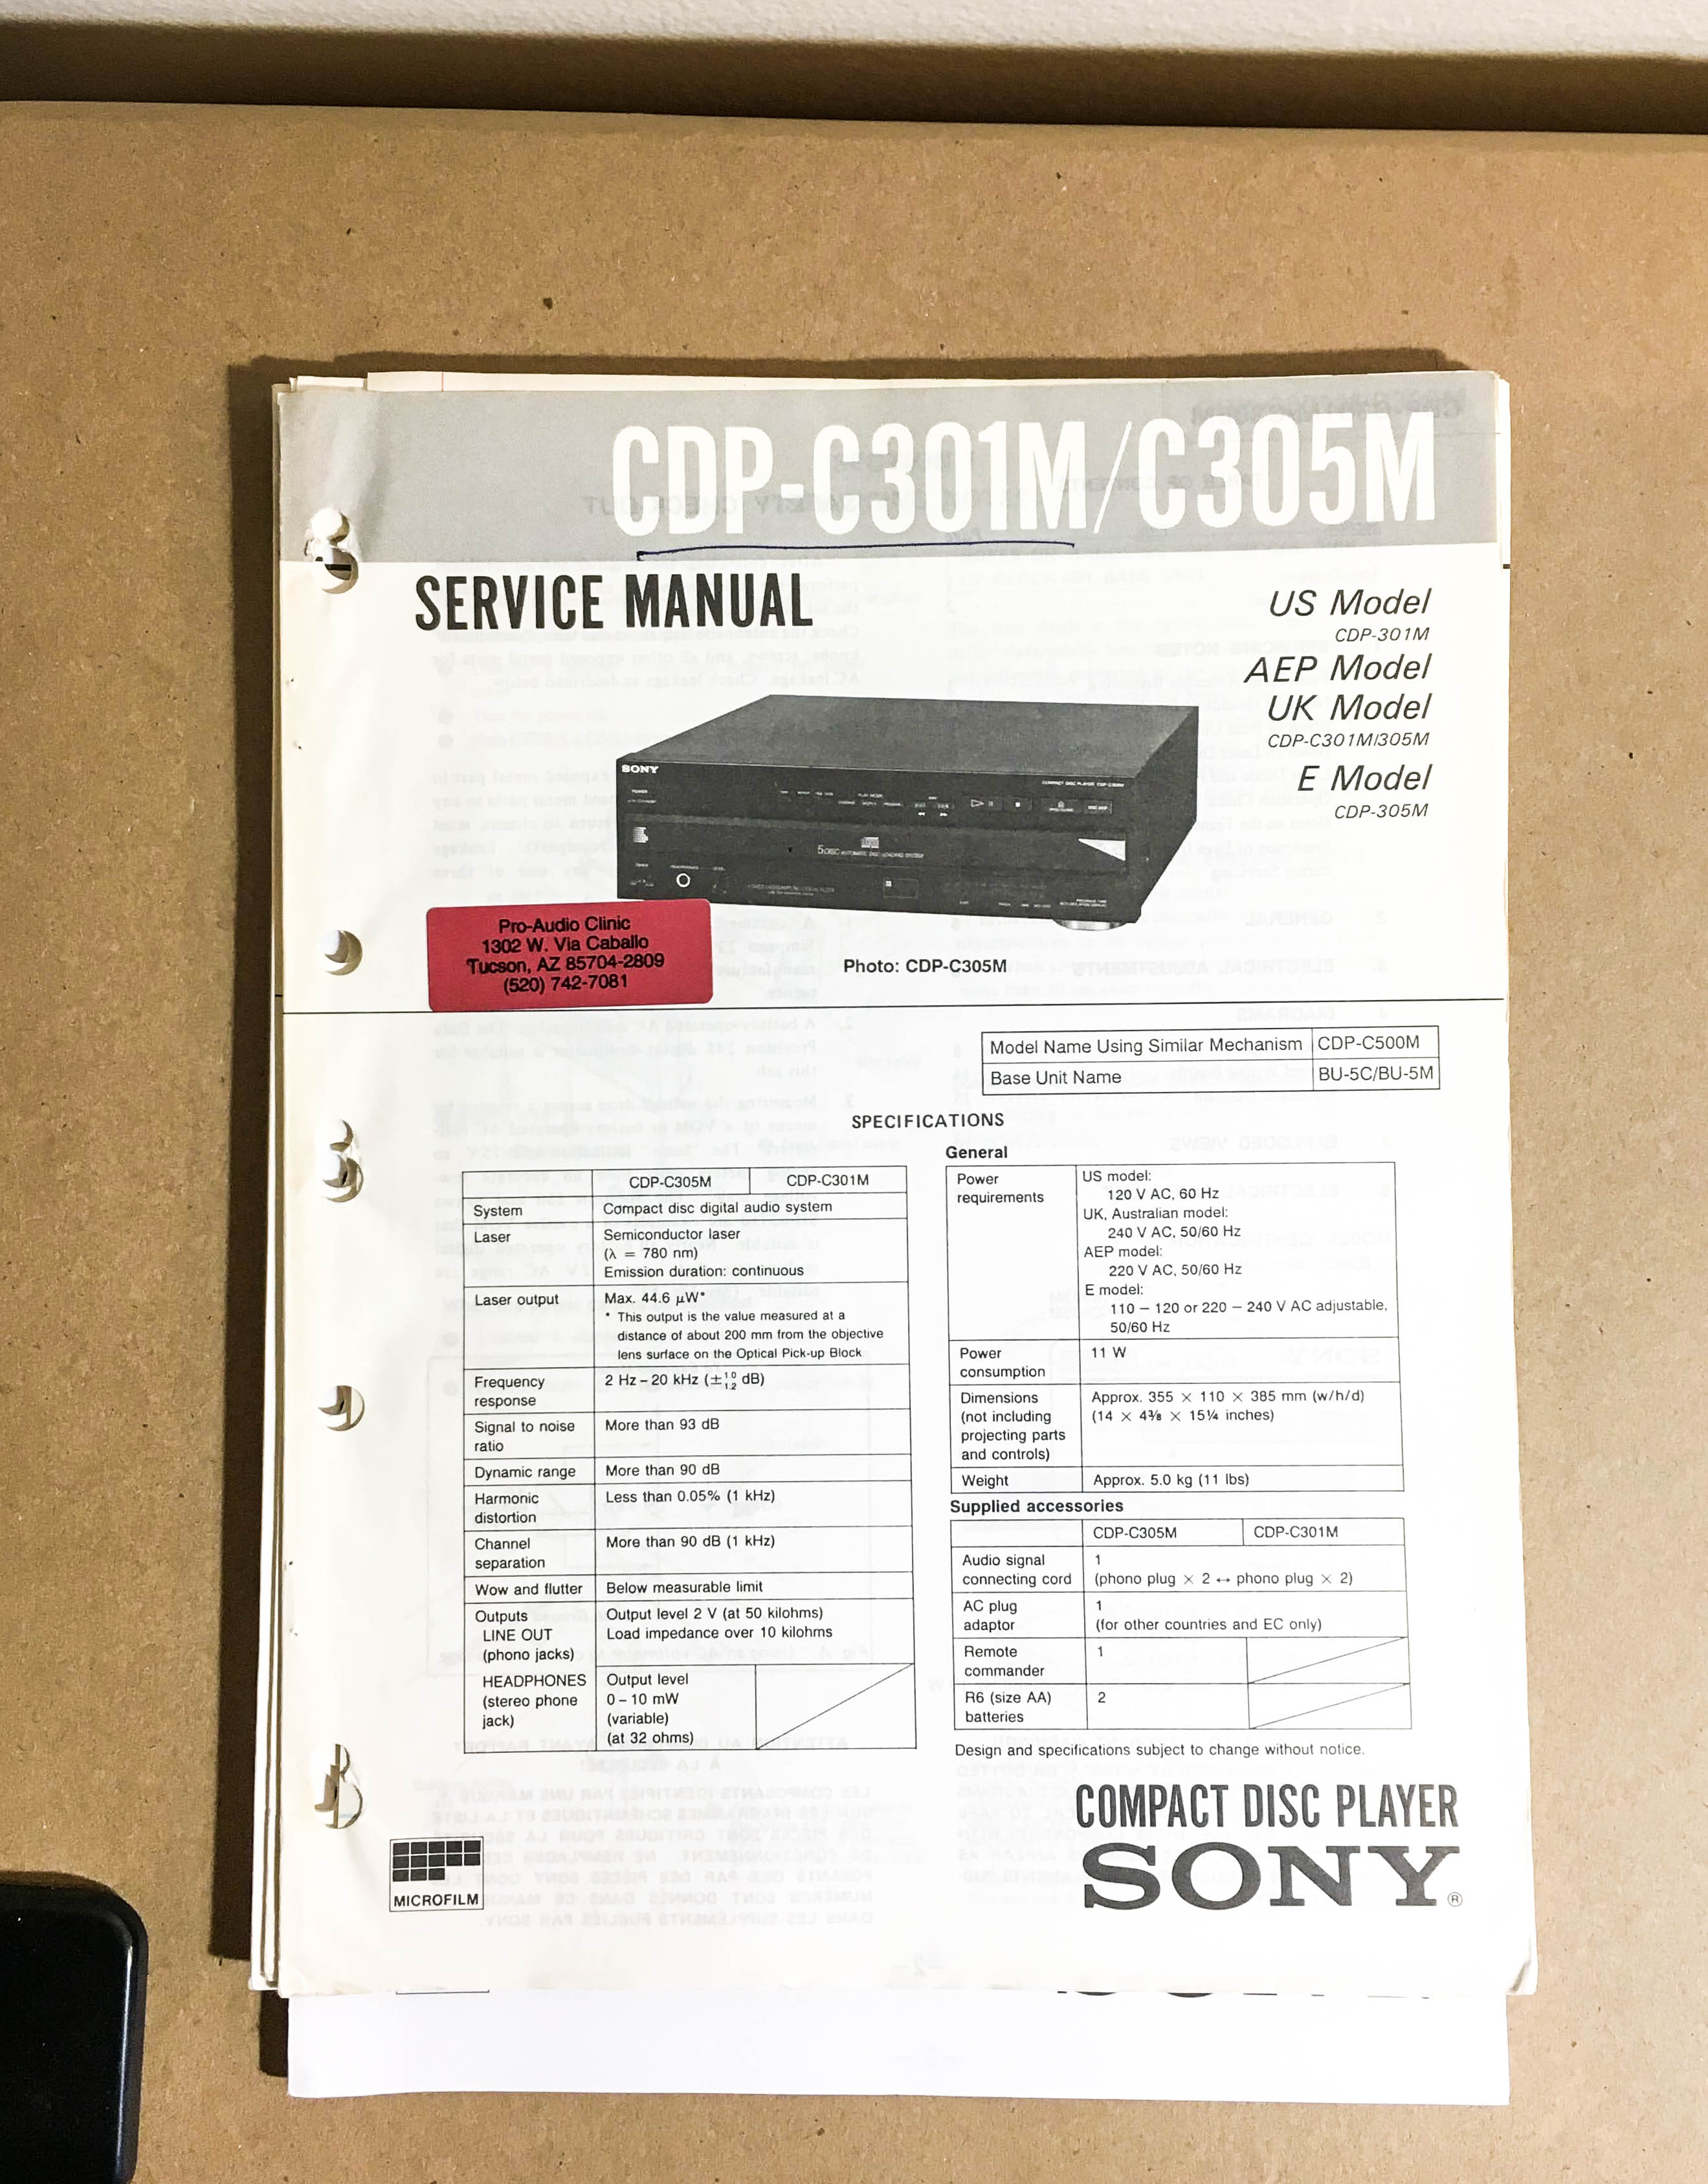 CDP-C301M/C305M
SERVICE MANUAL
US Model
CDP-301M
AEP Model
UK Model
CDP-C301M/305M
E Model
CDP-305M
SONY
5 DISC AUTOMATIC DISC LOADING SYSTEM
Pro-Audio Clinic
1302 W. Via Caballo
Tucson, AZ 85704-2809
(520) 742-7081
Photo: CDP-C305M
Model Name Using Similar Mechanism CDP-C500M
Base Unit Name BU-5C/BU-5M
SPECIFICATIONS
CDP-C305M CDP-C301M
System Compact disc digital audio system
Laser Semiconductor laser
(λ = 780 nm)
Emission duration: continuous
Laser output Max. 44.6 μW*
* This output is the value measured at a
distance of about 200 mm from the objective
lens surface on the Optical Pick-up Block.
Frequency response 2 Hz – 20 kHz (± 1.0 1.2 dB)
Signal to noise ratio More than 93 dB
Dynamic range More than 90 dB
Harmonic distortion Less than 0.05% (1 kHz)
Channel separation More than 90 dB (1 kHz)
Wow and flutter Below measurable limit
Outputs Output level 2 V (at 50 kilohms)
LINE OUT Load impedance over 10 kilohms
(phono jacks)
HEADPHONES Output level
(stereo phone 0 – 10 mW
jack) (variable)
(at 32 ohms)
General
Power requirements US model:
120 V AC, 60 Hz
UK, Australian model:
240 V AC, 50/60 Hz
AEP model:
220 V AC, 50/60 Hz
E model:
110 – 120 or 220 – 240 V AC adjustable,
50/60 Hz
Power consumption 11 W
Dimensions Approx. 355 × 110 × 385 mm (w/h/d)
(not including (14 × 4⅜ × 15¼ inches)
projecting parts
and controls)
Weight Approx. 5.0 kg (11 lbs)
Supplied accessories
CDP-C305M CDP-C301M
Audio signal 1
connecting cord (phono plug × 2 ↔ phono plug × 2)
AC plug 1
adaptor (for other countries and EC only)
Remote commander 1
R6 (size AA) batteries 2
Design and specifications subject to change without notice.
COMPACT DISC PLAYER
SONY®
MICROFILM